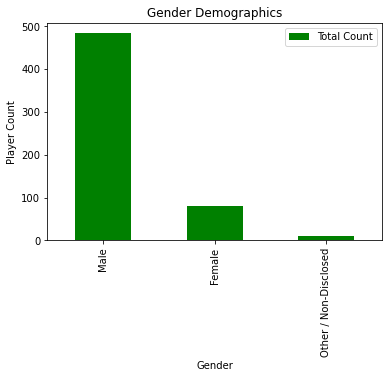 Gender Demographics
Total Count
Player Count
500
400
300
200
100
0
Male
Female
Other / Non-Disclosed
Gender